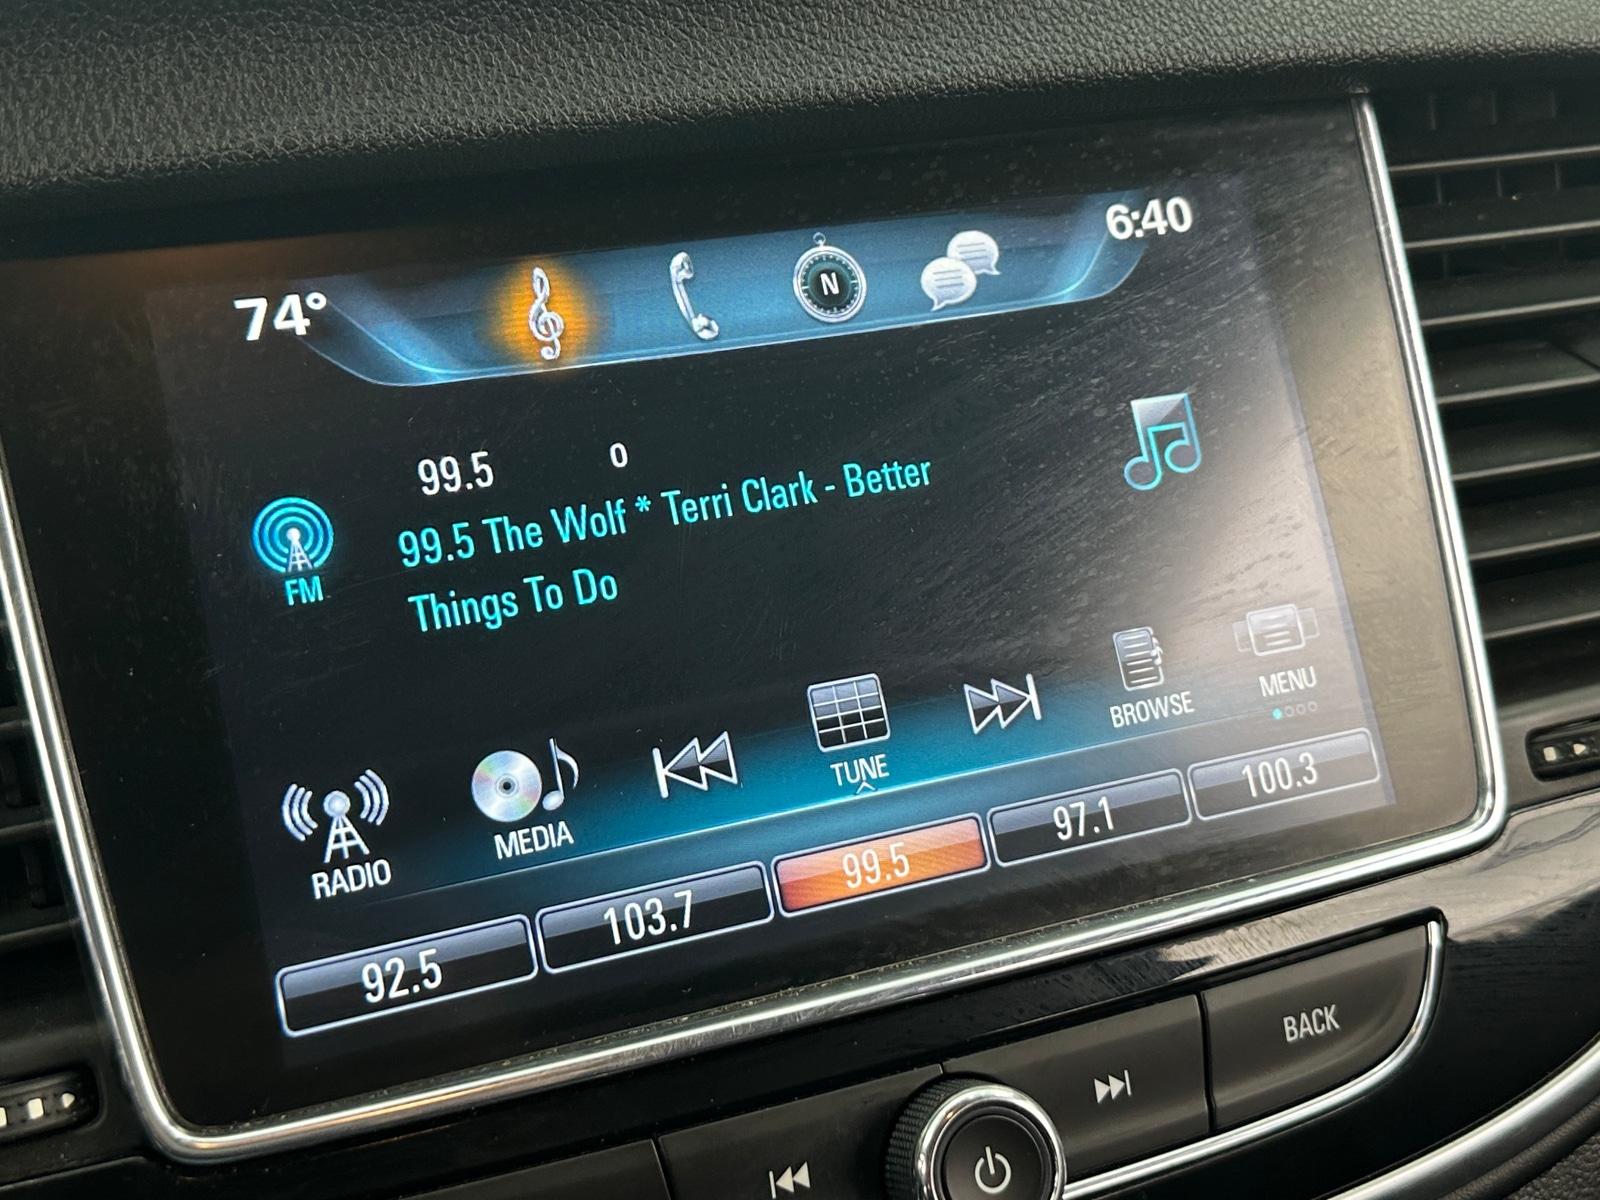 74° N 6:40
99.5 0
FM 99.5 The Wolf * Terri Clark - Better
Things To Do
RADIO MEDIA TUNE BROWSE MENU
92.5 103.7 99.5 97.1 100.3
BACK